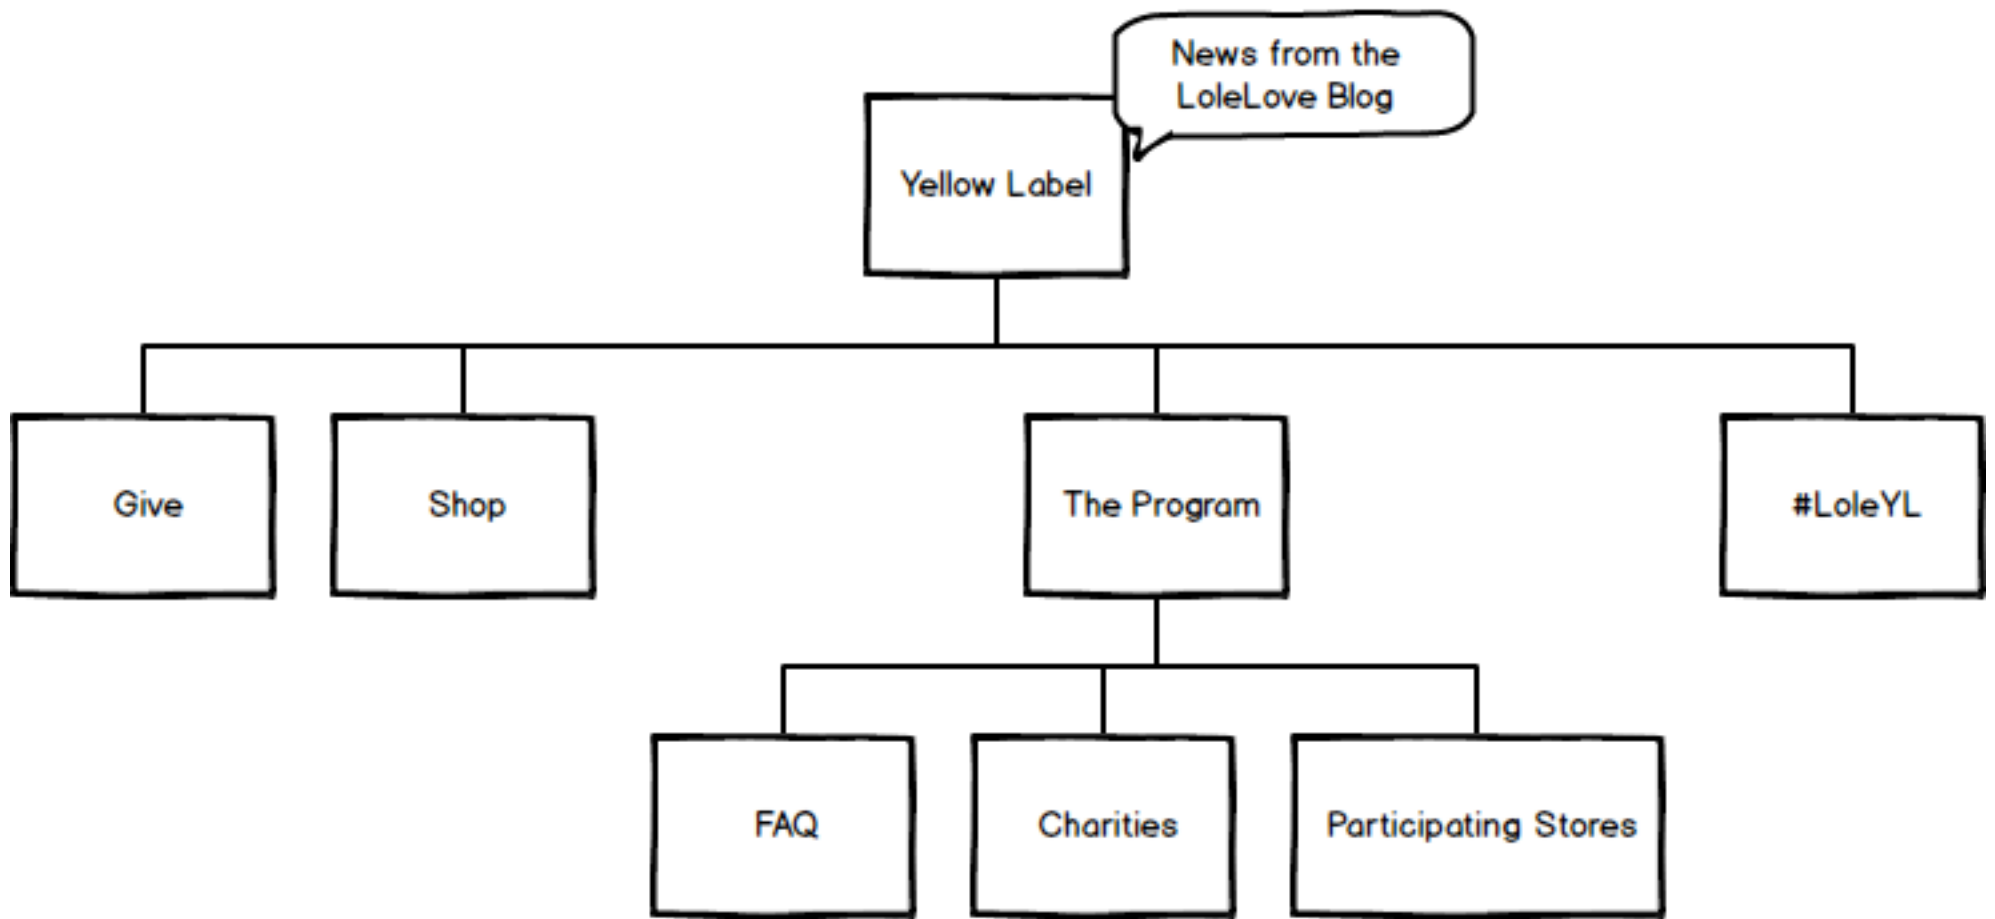 News from the
LoleLove Blog
Yellow Label
Give
Shop
The Program
#LoleYL
FAQ
Charities
Participating Stores